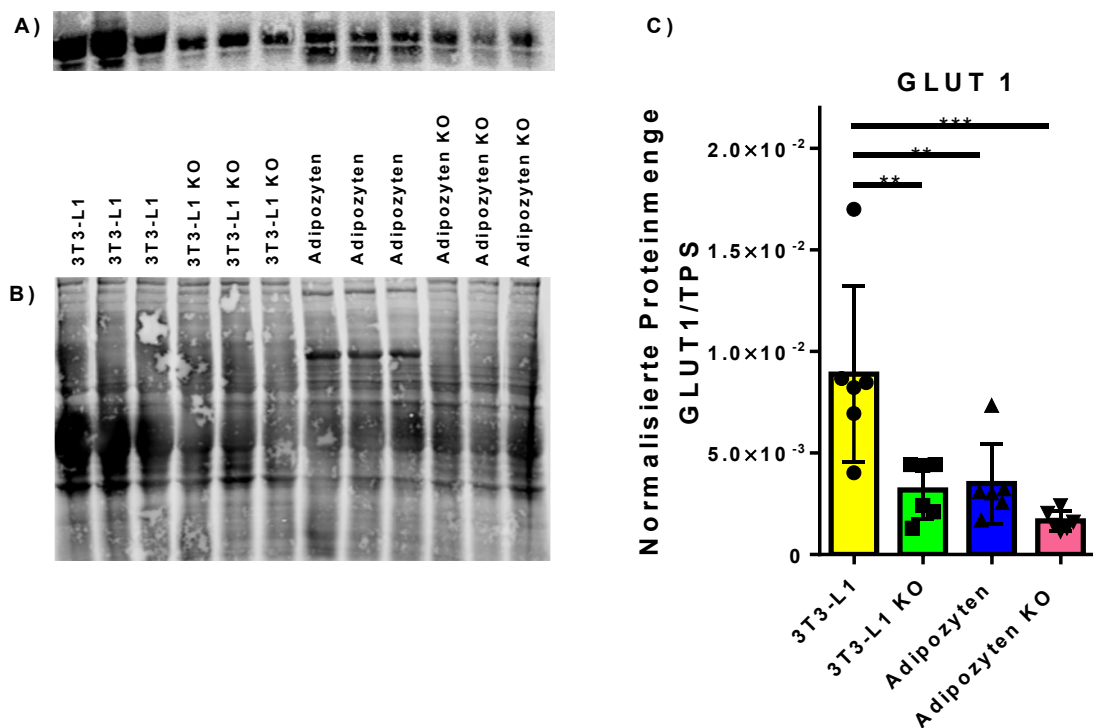 A)
3T3-L1
3T3-L1
3T3-L1
3T3-L1 KO
3T3-L1 KO
3T3-L1 KO
Adipozyten
Adipozyten
Adipozyten
Adipozyten KO
Adipozyten KO
Adipozyten KO
B)
C)
GLUT 1
Normalisierte Proteinmenge
GLUT1/TPS
2.0×10⁻²
1.5×10⁻²
1.0×10⁻²
5.0×10⁻³
0
***
**
**
3T3-L1
3T3-L1 KO
Adipozyten
Adipozyten KO